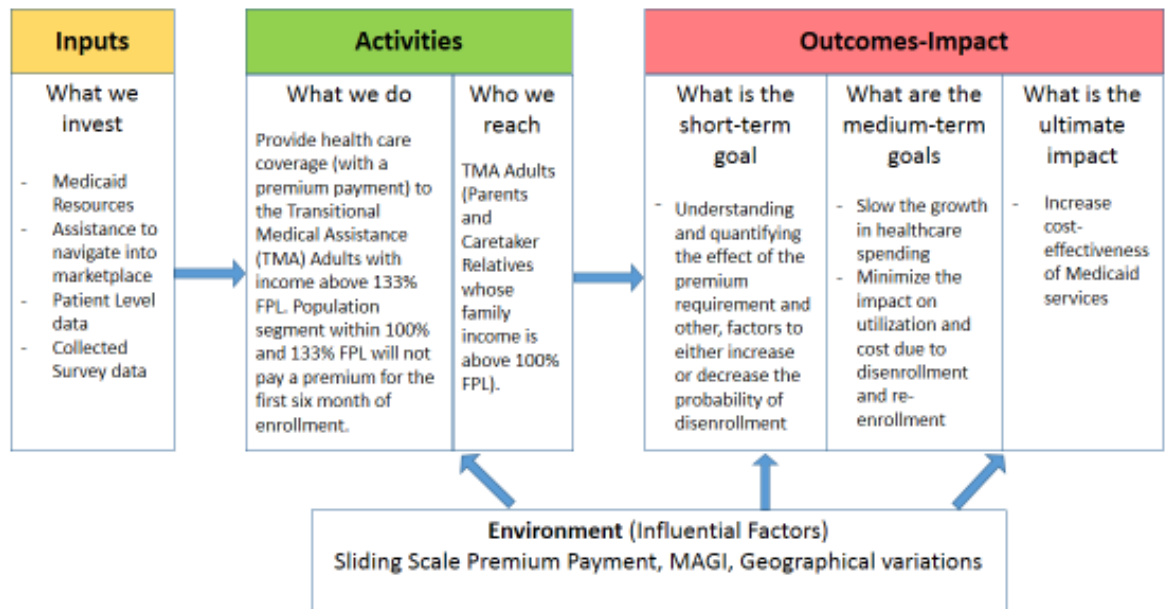 Inputs
Activities
Outcomes-Impact
What we
invest
- Medicaid
Resources
- Assistance to
navigate into
marketplace
- Patient Level
data
- Collected
Survey data
What we do
Provide health care
coverage (with a
premium payment) to
the Transitional
Medical Assistance
(TMA) Adults with
income above 133%
FPL. Population
segment within 100%
and 133% FPL will not
pay a premium for the
first six month of
enrollment.
Who we
reach
TMA Adults
(Parents
and
Caretaker
Relatives
whose
family
income is
above 100%
FPL).
What is the
short-term
goal
- Understanding
and quantifying
the effect of the
premium
requirement and
other, factors to
either increase
or decrease the
probability of
disenrollment
What are the
medium-term
goals
- Slow the growth
in healthcare
spending
- Minimize the
impact on
utilization and
cost due to
disenrollment
and re-
enrollment
What is the
ultimate
impact
- Increase
cost-
effectiveness
of Medicaid
services
Environment (Influential Factors)
Sliding Scale Premium Payment, MAGI, Geographical variations